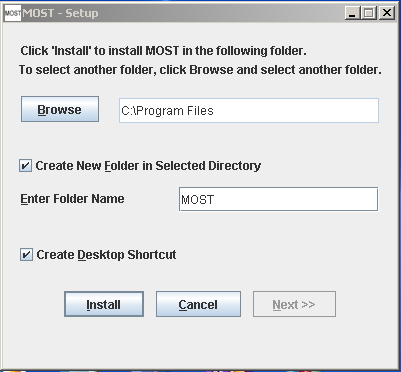 MOST MOST - Setup
Click 'Install' to install MOST in the following folder.
To select another folder, click Browse and select another folder.
Browse C:\Program Files
Create New Folder in Selected Directory
Enter Folder Name MOST
Create Desktop Shortcut
Install Cancel Next >>